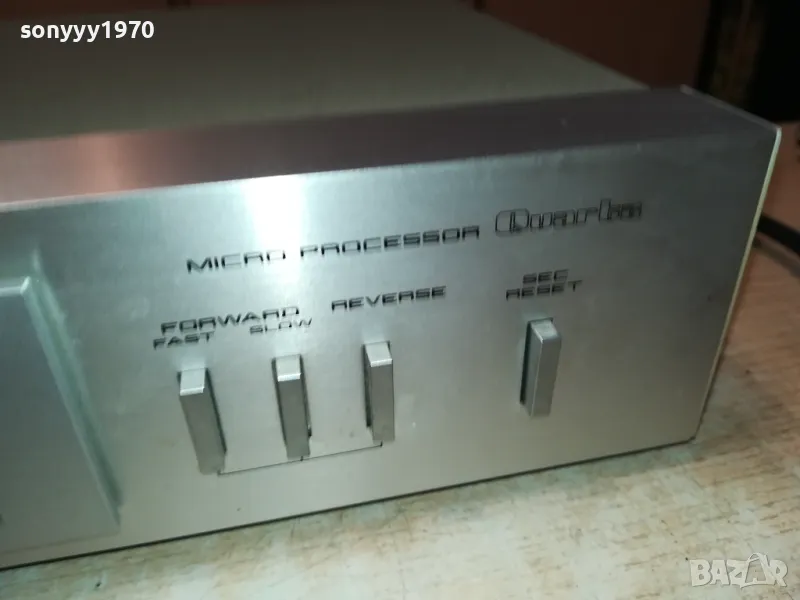 sonyyy1970
MICRO PROCESSOR Quartz
FORWARD
FAST SLOW
REVERSE
SEC
RESET
BAZAR